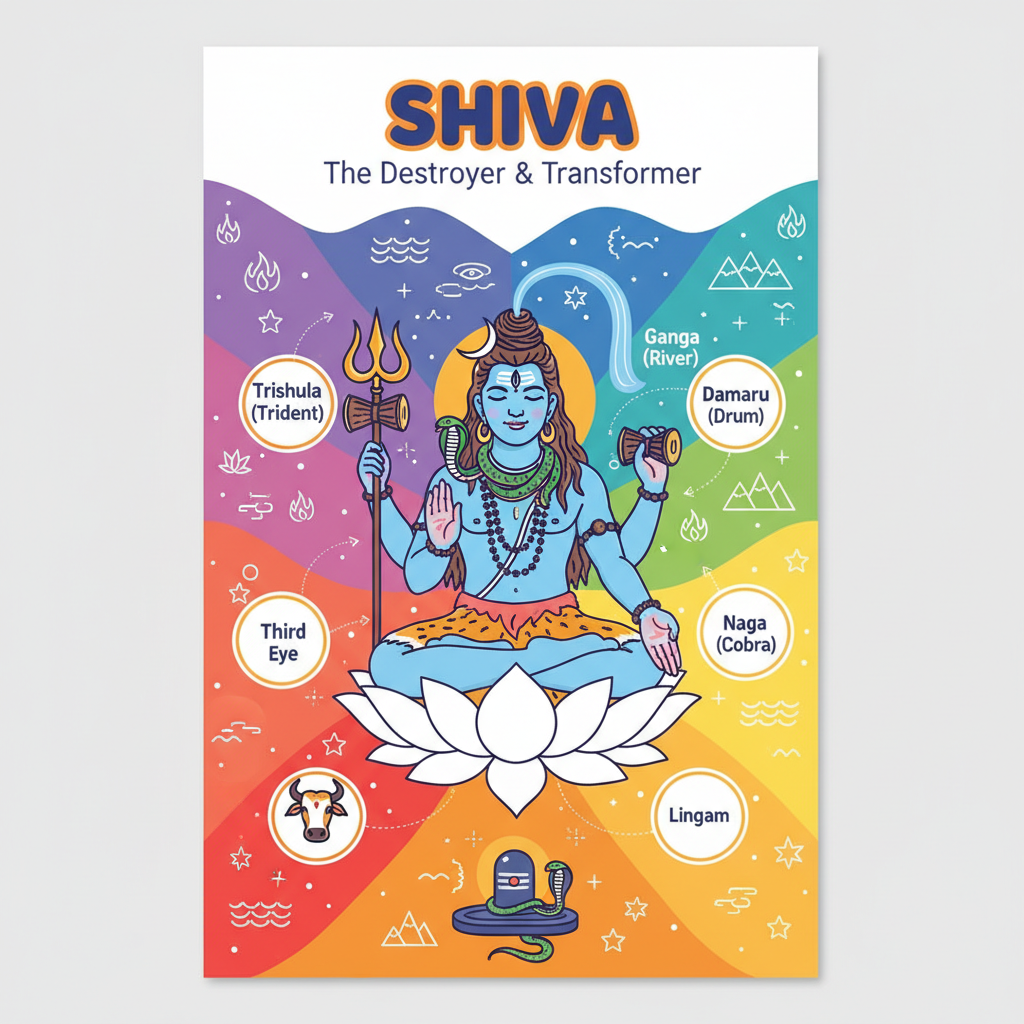 SHIVA
The Destroyer & Transformer
Ganga
(River)
Trishula
(Trident)
Damaru
(Drum)
Third
Eye
Naga
(Cobra)
Lingam